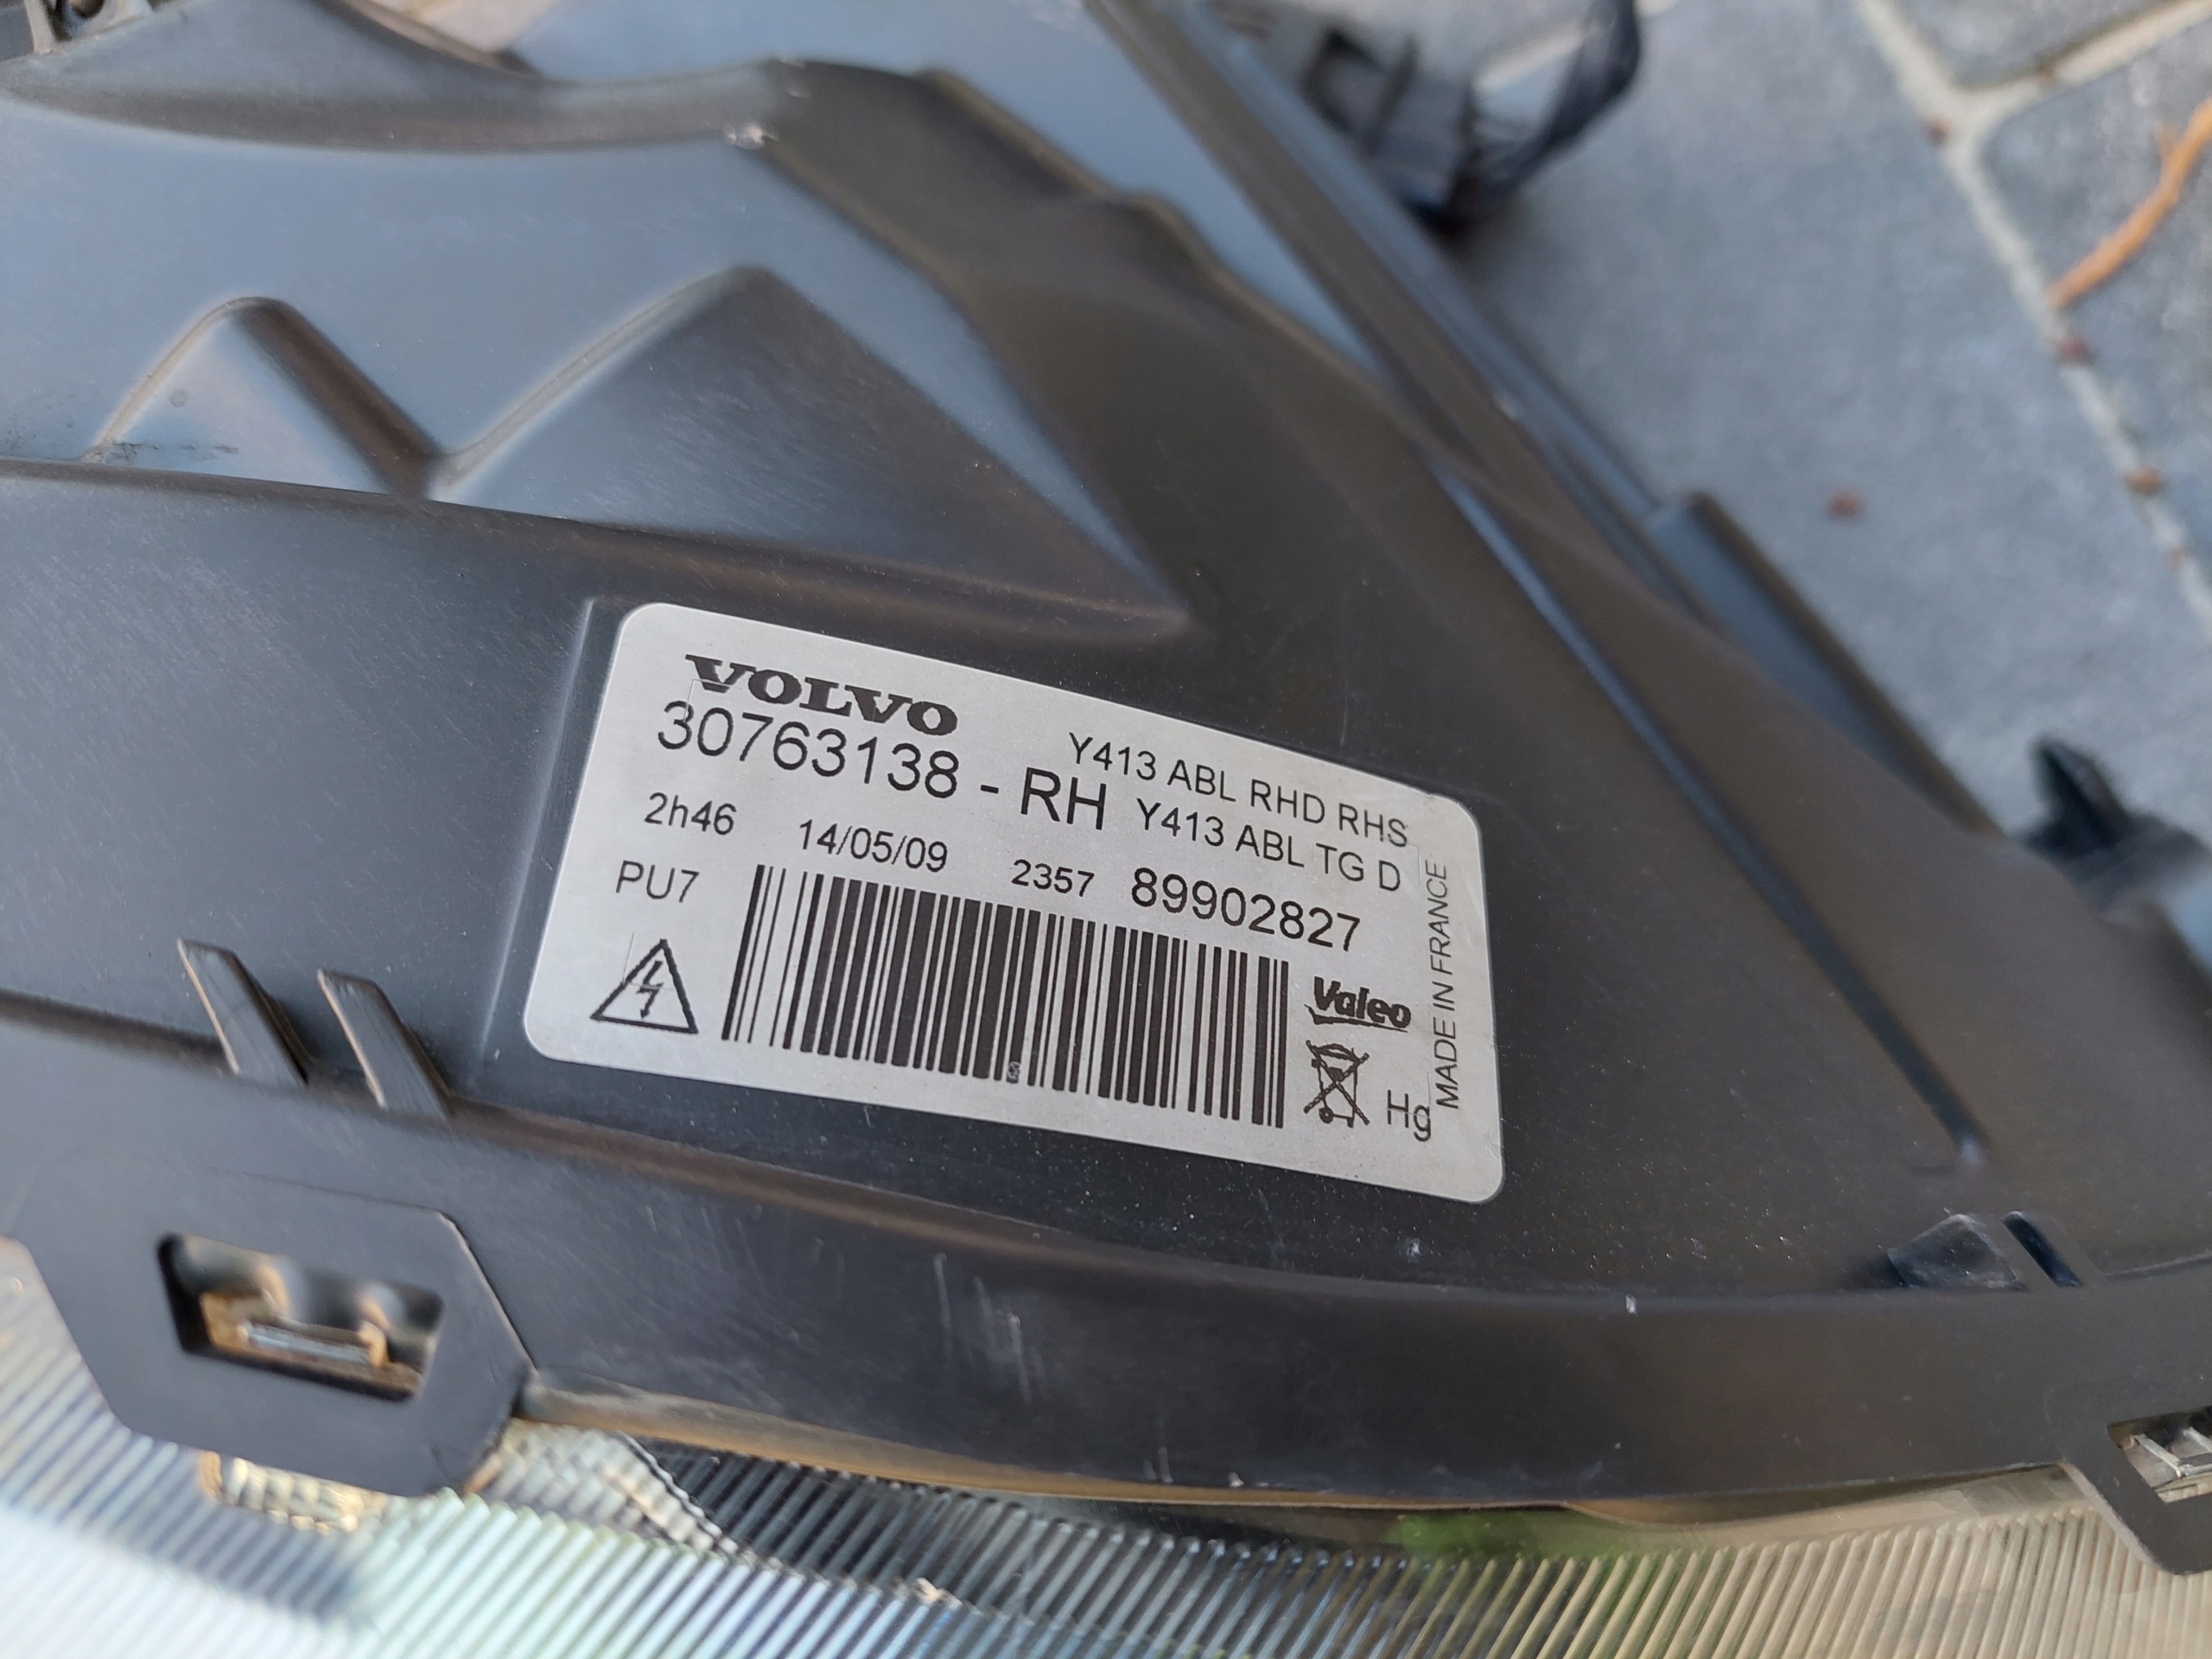 VOLVO
30763138 - RH
Y413 ABL RHD RHS
Y413 ABL TG D
2h46 14/05/09 2357 89902827
PU7
Valeo
Hg
MADE IN FRANCE